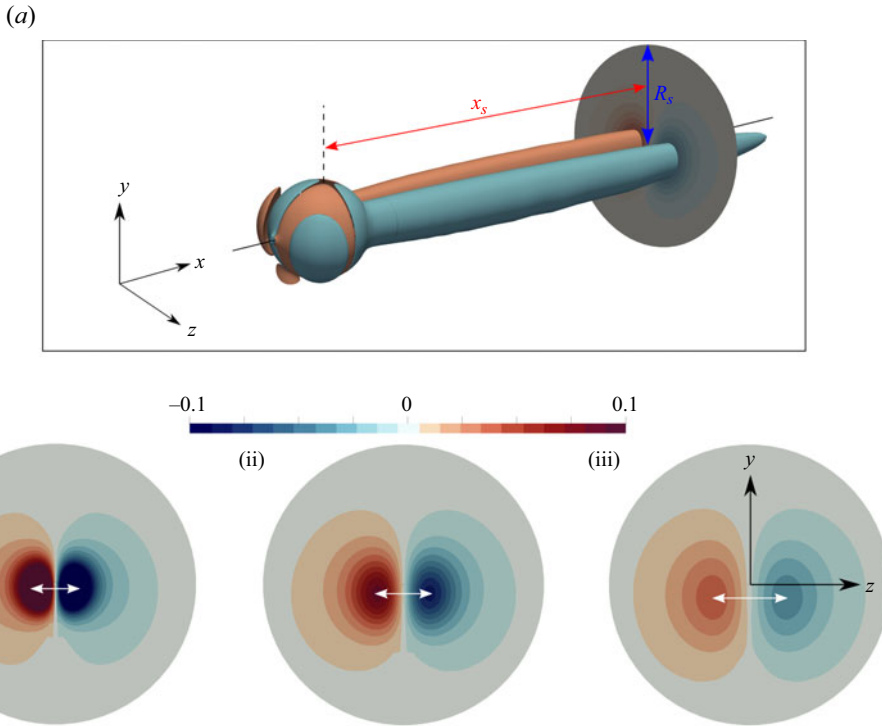 (a)
x_s
R_s
y
x
z
–0.1 0 0.1
(ii) (iii)
y
z